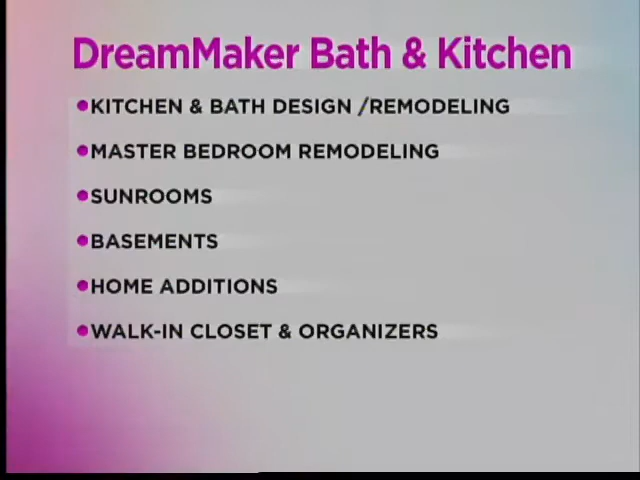 DreamMaker Bath & Kitchen
•KITCHEN & BATH DESIGN /REMODELING
•MASTER BEDROOM REMODELING
•SUNROOMS
•BASEMENTS
•HOME ADDITIONS
•WALK-IN CLOSET & ORGANIZERS